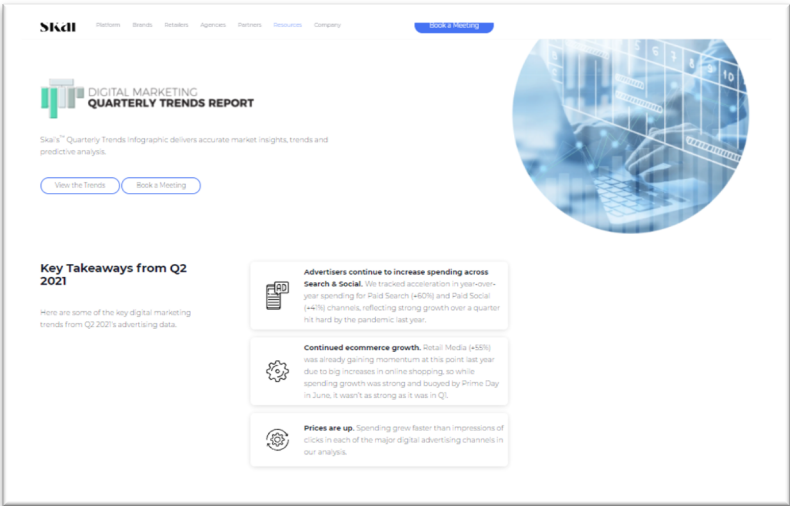 Skai
Platform Brands Retailers Agencies Partners Resources Company
Book a Meeting
DIGITAL MARKETING
QUARTERLY TRENDS REPORT
Skai's™ Quarterly Trends Infographic delivers accurate market insights, trends and
predictive analysis.
View the Trends Book a Meeting
Key Takeaways from Q2
2021
Here are some of the key digital marketing
trends from Q2 2021's advertising data.
AD
Advertisers continue to increase spending across
Search & Social. We tracked acceleration in year-over-
year spending for Paid Search (+60%) and Paid Social
(+41%) channels, reflecting strong growth over a quarter
hit hard by the pandemic last year.
Continued ecommerce growth. Retail Media (+55%)
was already gaining momentum at this point last year
due to big increases in online shopping, so while
spending growth was strong and buoyed by Prime Day
in June, it wasn't as strong as it was in Q1.
Prices are up. Spending grew faster than impressions of
clicks in each of the major digital advertising channels in
our analysis.